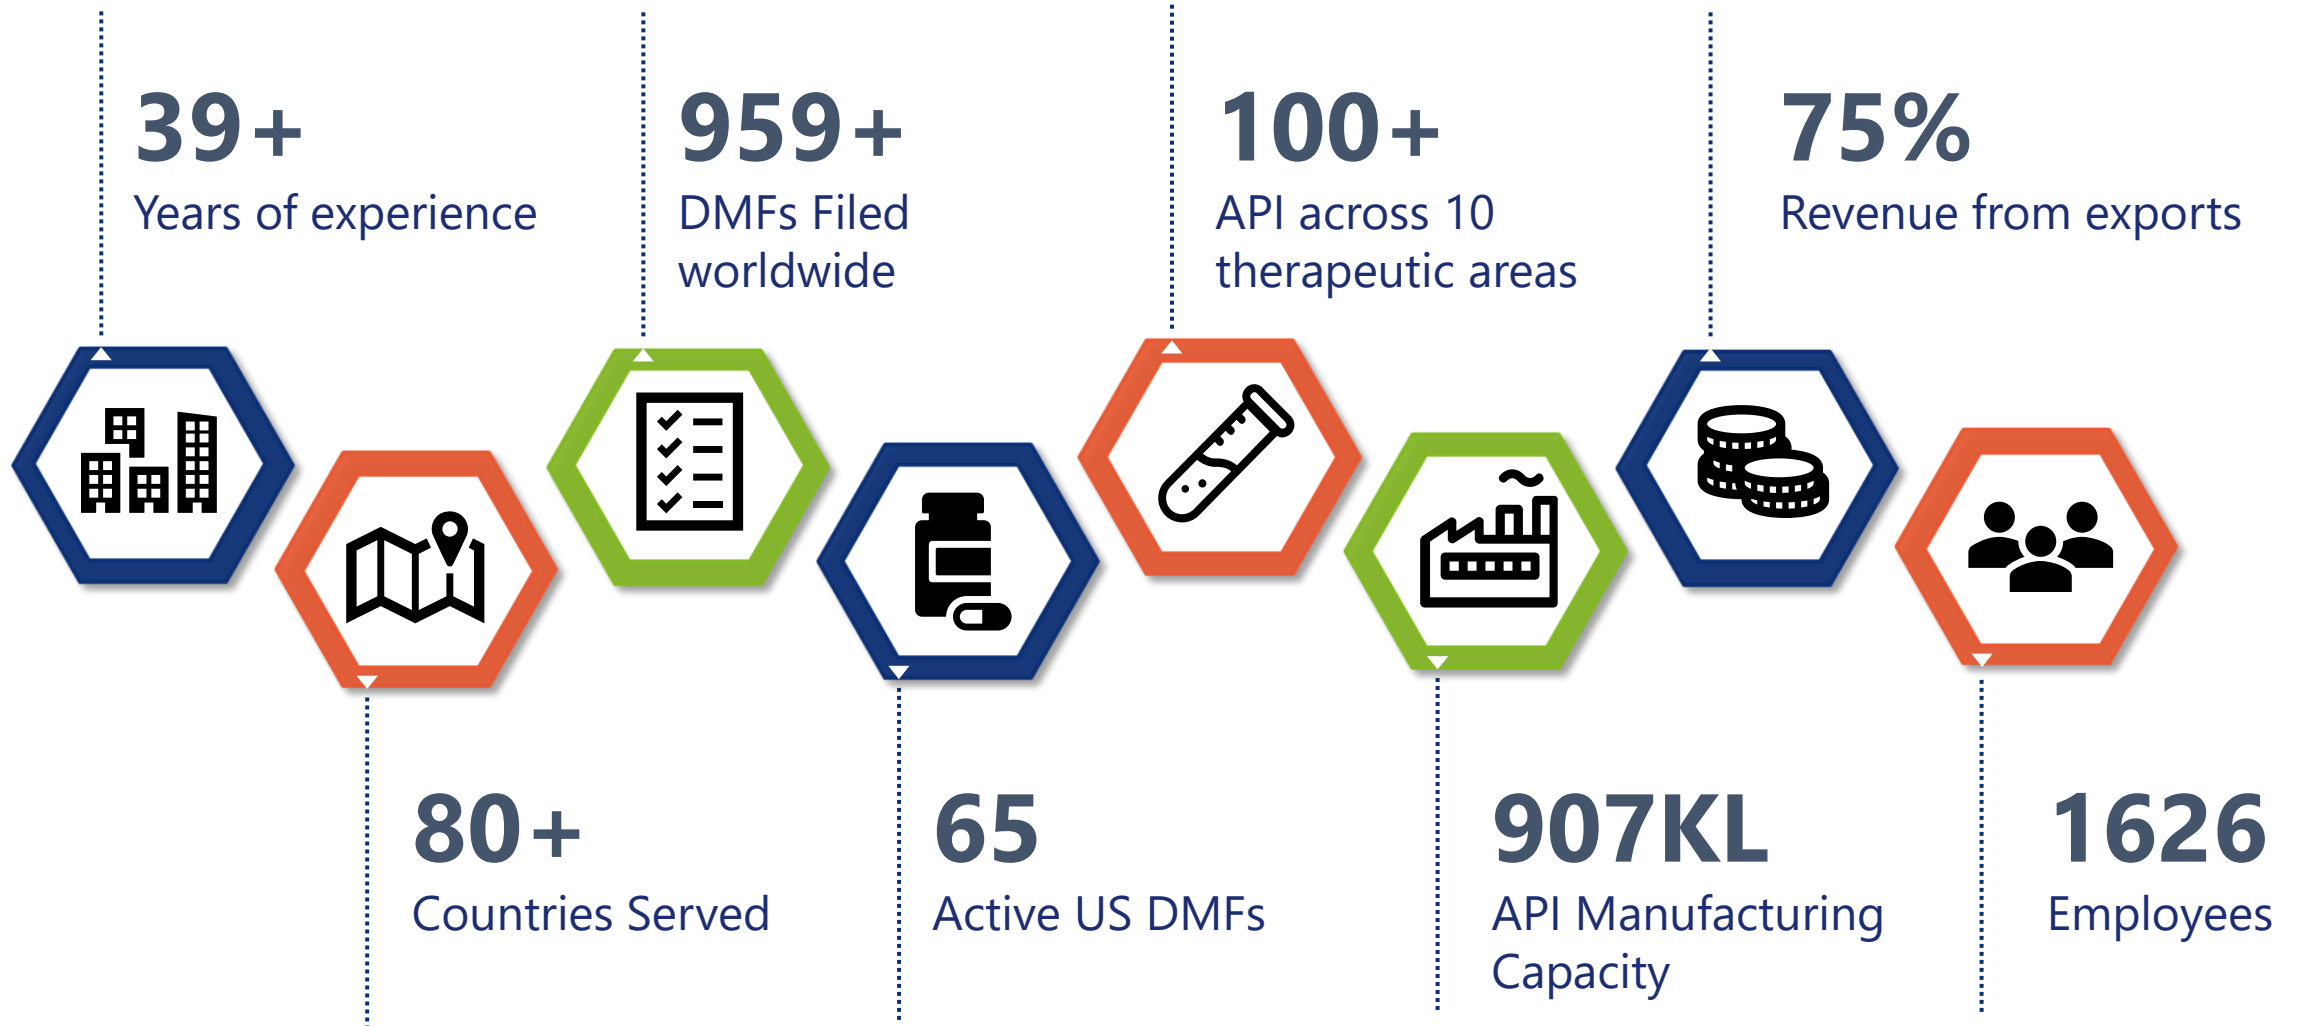 39+
Years of experience
959+
DMFs Filed
worldwide
100+
API across 10
therapeutic areas
75%
Revenue from exports
80+
Countries Served
65
Active US DMFs
907KL
API Manufacturing
Capacity
1626
Employees